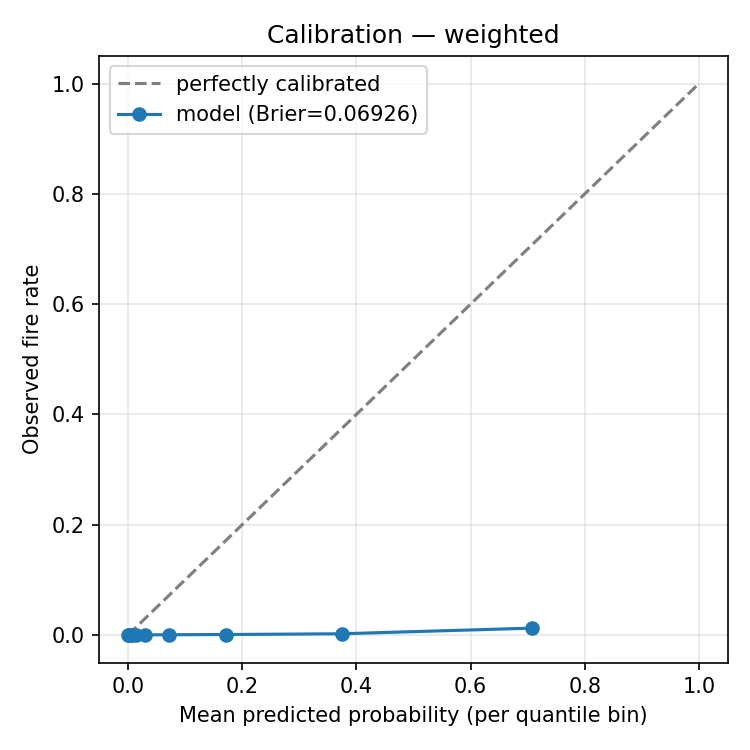 Calibration — weighted
perfectly calibrated
model (Brier=0.06926)
1.0
0.8
0.6
0.4
0.2
0.0
Observed fire rate
0.0 0.2 0.4 0.6 0.8 1.0
Mean predicted probability (per quantile bin)